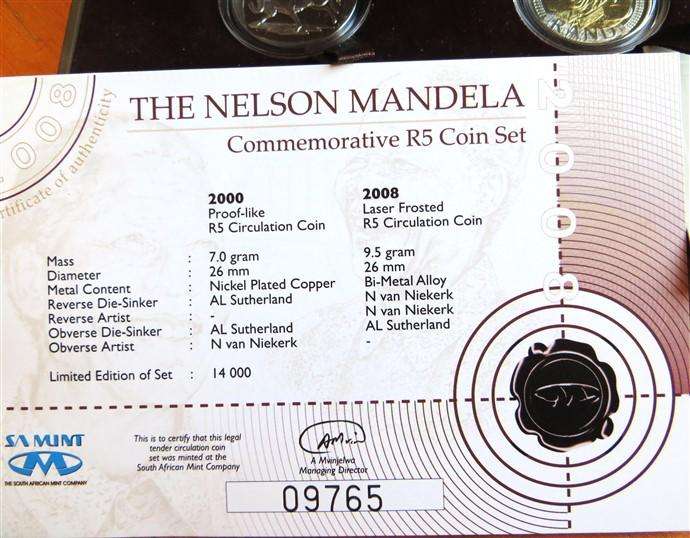 RAND
2008
certificate of authenticity
THE NELSON MANDELA
Commemorative R5 Coin Set
2008
2000 2008
Proof-like Laser Frosted
R5 Circulation Coin R5 Circulation Coin
Mass : 7.0 gram 9.5 gram
Diameter : 26 mm 26 mm
Metal Content : Nickel Plated Copper Bi-Metal Alloy
Reverse Die-Sinker : AL Sutherland N van Niekerk
Reverse Artist : - N van Niekerk
Obverse Die-Sinker : AL Sutherland AL Sutherland
Obverse Artist : N van Niekerk -
Limited Edition of Set : 14 000
SA MINT
THE SOUTH AFRICAN MINT COMPANY
This is to certify that this legal
tender circulation coin
set was minted at the
South African Mint Company
A Mvinjelwa
Managing Director
09765